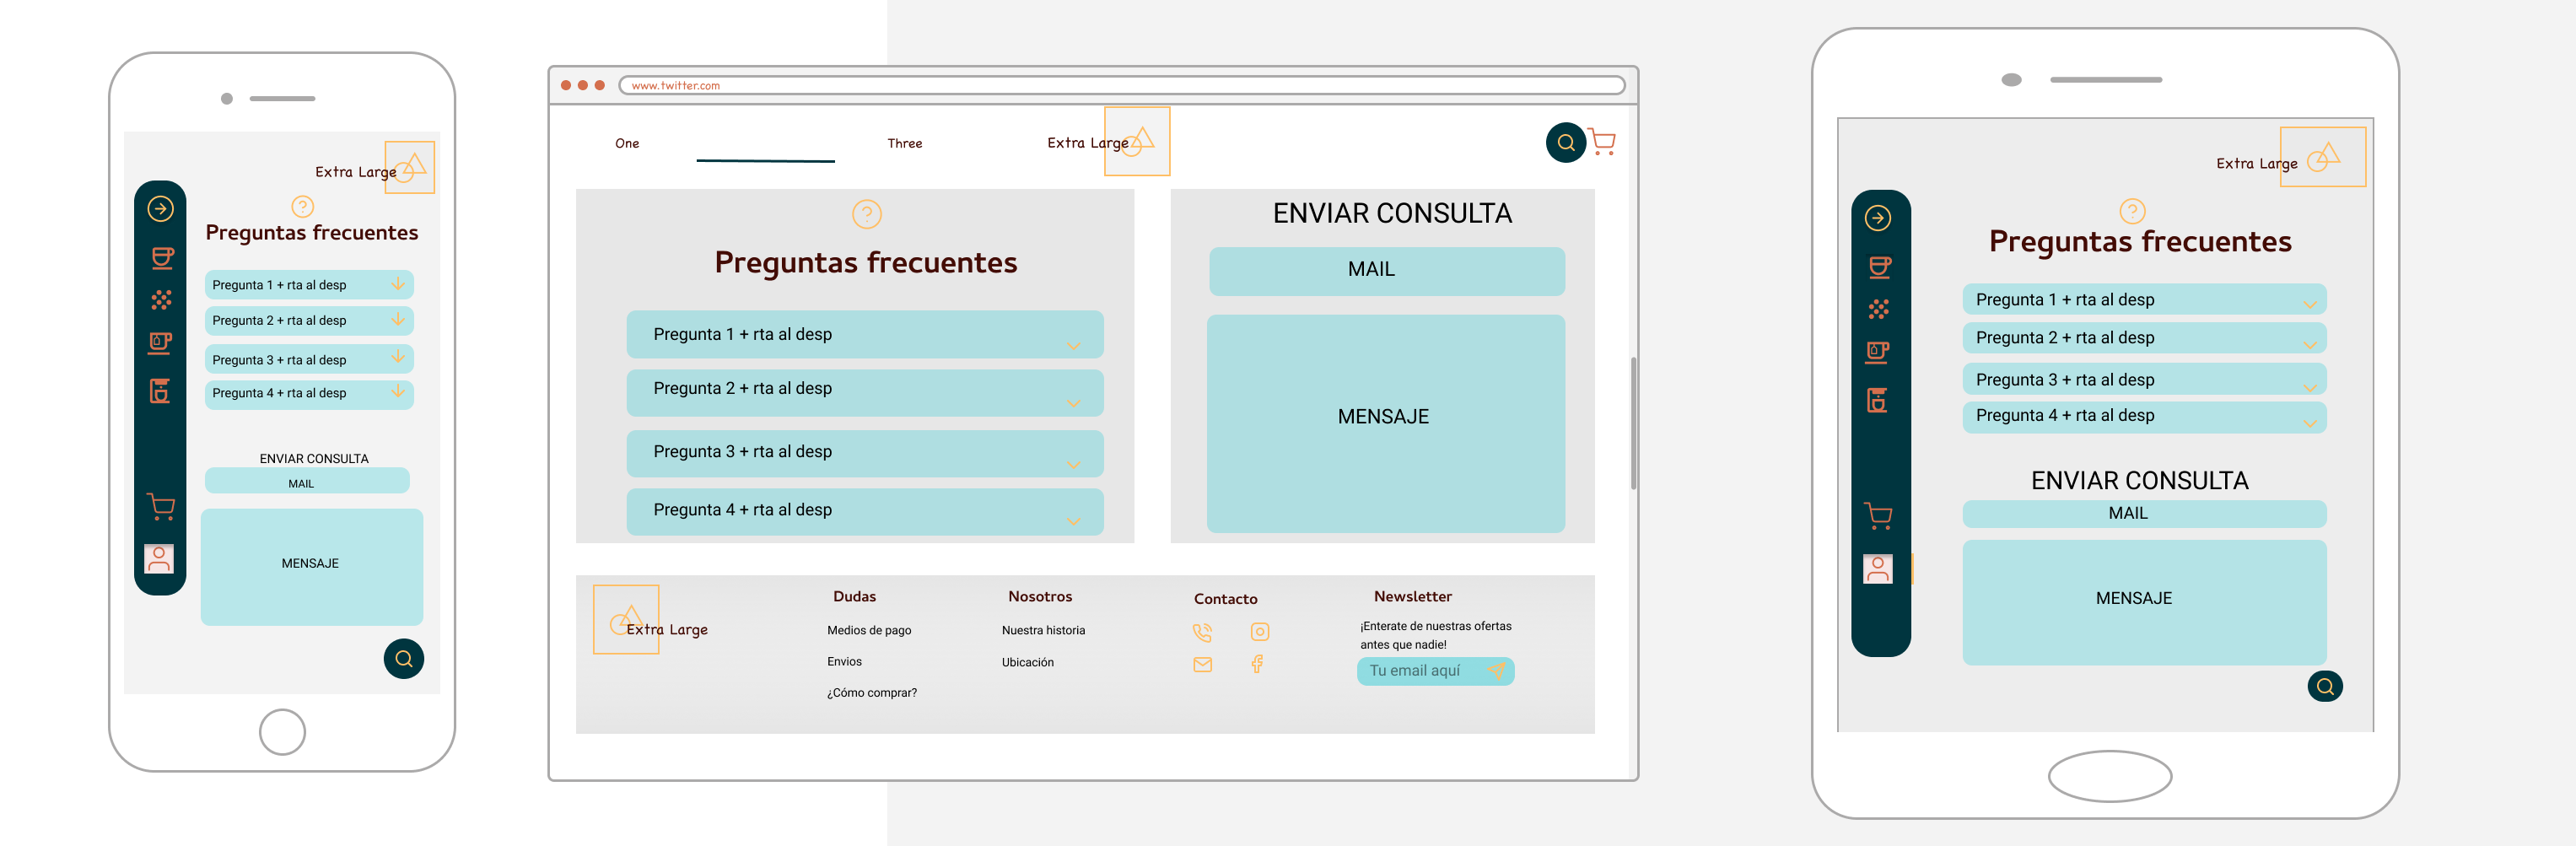 Extra Large
Preguntas frecuentes
Pregunta 1 + rta al desp
Pregunta 2 + rta al desp
Pregunta 3 + rta al desp
Pregunta 4 + rta al desp
ENVIAR CONSULTA
MAIL
MENSAJE
www.twitter.com
One
Three
Extra Large
Preguntas frecuentes
Pregunta 1 + rta al desp
Pregunta 2 + rta al desp
Pregunta 3 + rta al desp
Pregunta 4 + rta al desp
ENVIAR CONSULTA
MAIL
MENSAJE
Extra Large
Dudas
Medios de pago
Envios
¿Cómo comprar?
Nosotros
Nuestra historia
Ubicación
Contacto
Newsletter
¡Enterate de nuestras ofertas
antes que nadie!
Tu email aquí
Extra Large
Preguntas frecuentes
Pregunta 1 + rta al desp
Pregunta 2 + rta al desp
Pregunta 3 + rta al desp
Pregunta 4 + rta al desp
ENVIAR CONSULTA
MAIL
MENSAJE